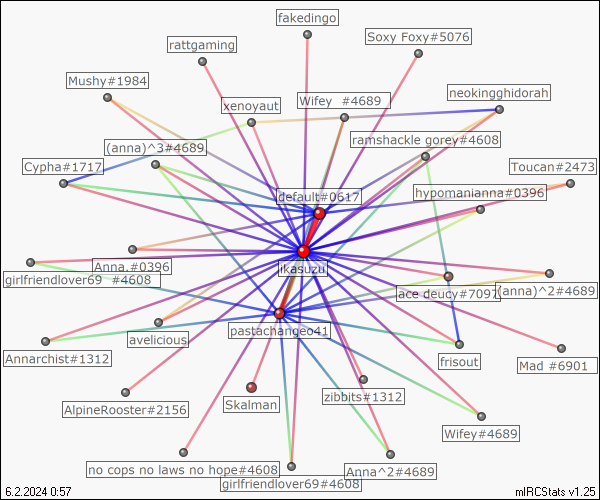 fakedingo
Soxy Foxy#5076
rattgaming
Mushy#1984
neokingghidorah
Wifey  #4689
xenoyaut
ramshackle gorey#4608
(anna)^3#4689
Cypha#1717
Toucan#2473
hypomanianna#0396
default#0617
ikasuzu
Anna.#0396
girlfriendlover69  #4608
ace deucy#7097
(anna)^2#4689
pastachangeo41
avelicious
Annarchist#1312
frisout
Mad #6901
zibbits#1312
Skalman
AlpineRooster#2156
Wifey#4689
no cops no laws no hope#4608
Anna^2#4689
girlfriendlover69#4608
6.2.2024 0:57
mIRCStats v1.25